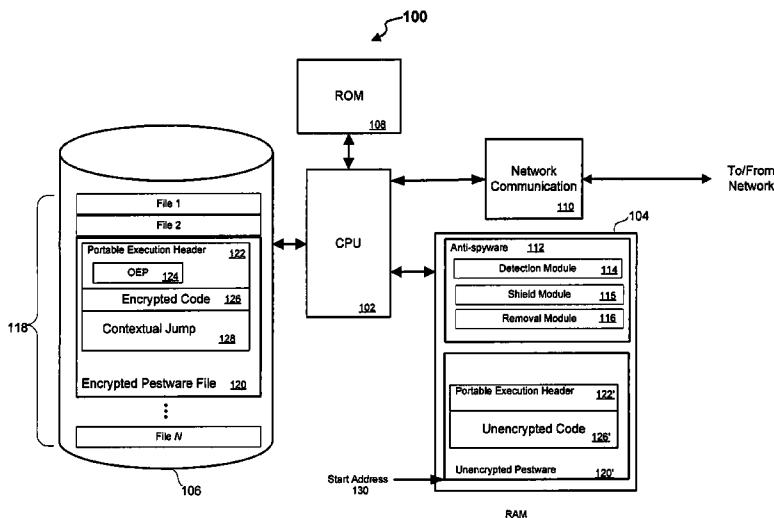 100
ROM
108
Network
Communication
110
To/From
Network
CPU
102
File 1
File 2
Portable Execution Header
122
OEP
124
Encrypted Code
126
Contextual Jump
128
Encrypted Pestware File
120
File N
118
106
104
Anti-spyware
112
Detection Module
114
Shield Module
115
Removal Module
116
Portable Execution Header
122'
Unencrypted Code
126'
Unencrypted Pestware
120'
Start Address
130
RAM